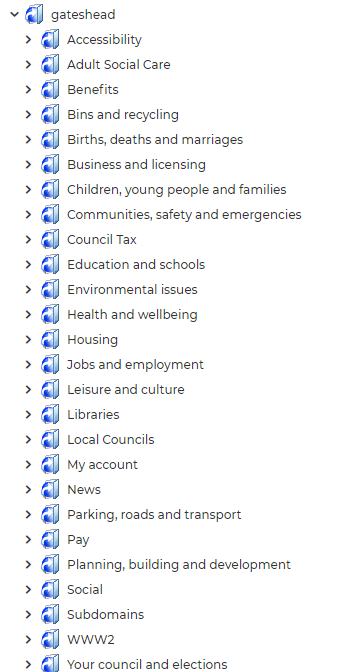 gateshead
Accessibility
Adult Social Care
Benefits
Bins and recycling
Births, deaths and marriages
Business and licensing
Children, young people and families
Communities, safety and emergencies
Council Tax
Education and schools
Environmental issues
Health and wellbeing
Housing
Jobs and employment
Leisure and culture
Libraries
Local Councils
My account
News
Parking, roads and transport
Pay
Planning, building and development
Social
Subdomains
WWW2
Your council and elections